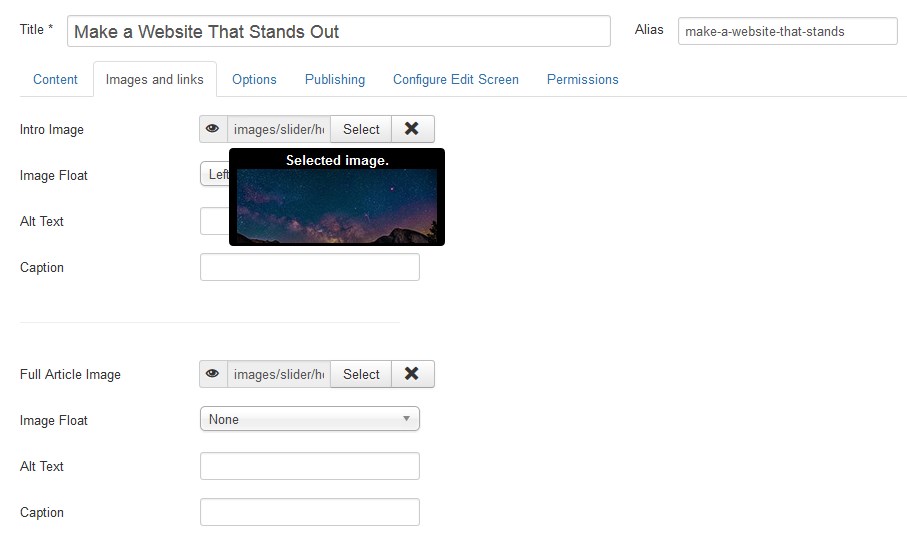 Title * Make a Website That Stands Out Alias make-a-website-that-stands
Content Images and links Options Publishing Configure Edit Screen Permissions
Intro Image images/slider/he Select
Selected image.
Image Float Left
Alt Text
Caption
Full Article Image images/slider/he Select
Image Float None
Alt Text
Caption